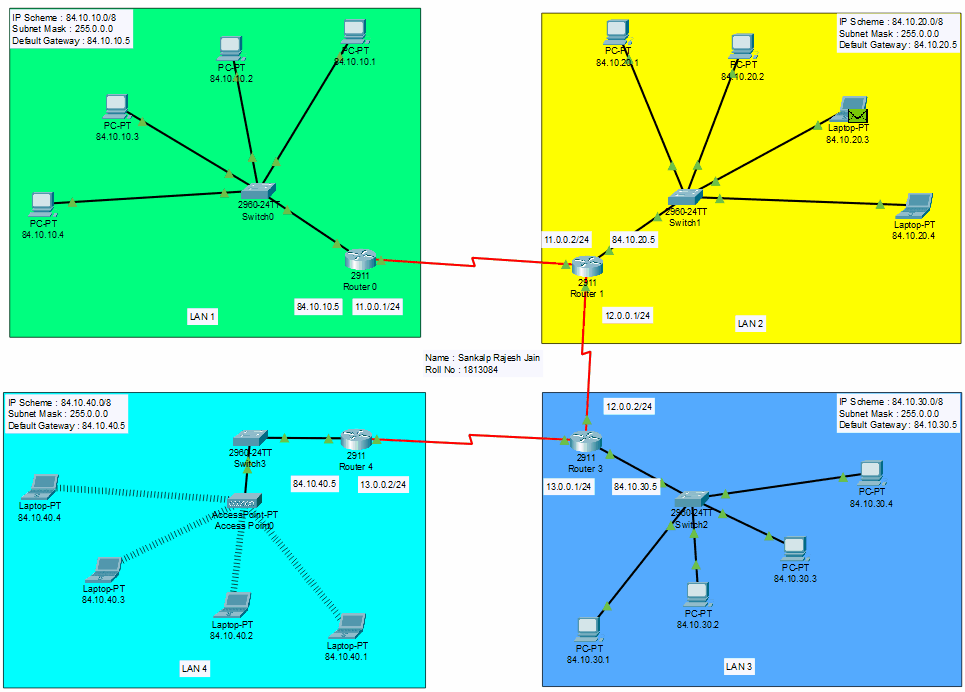 IP Scheme : 84.10.10.0/8
Subnet Mask : 255.0.0.0
Default Gateway : 84.10.10.5
PC-PT
84.10.10.1
PC-PT
84.10.10.2
PC-PT
84.10.10.3
PC-PT
84.10.10.4
2960-24TT
Switch0
2911
Router 0
84.10.10.5
11.0.0.1/24
LAN 1
IP Scheme : 84.10.20.0/8
Subnet Mask : 255.0.0.0
Default Gateway : 84.10.20.5
PC-PT
84.10.20.1
PC-PT
84.10.20.2
Laptop-PT
84.10.20.3
Laptop-PT
84.10.20.4
2960-24TT
Switch1
11.0.0.2/24
84.10.20.5
2911
Router 1
12.0.0.1/24
LAN 2
Name : Sankalp Rajesh Jain
Roll No : 1813084
IP Scheme : 84.10.40.0/8
Subnet Mask : 255.0.0.0
Default Gateway : 84.10.40.5
2960-24TT
Switch3
2911
Router 4
84.10.40.5
13.0.0.2/24
AccessPoint-PT
Access Point0
Laptop-PT
84.10.40.4
Laptop-PT
84.10.40.3
Laptop-PT
84.10.40.2
Laptop-PT
84.10.40.1
LAN 4
IP Scheme : 84.10.30.0/8
Subnet Mask : 255.0.0.0
Default Gateway : 84.10.30.5
12.0.0.2/24
2911
Router 3
13.0.0.1/24
84.10.30.5
2960-24TT
Switch2
PC-PT
84.10.30.4
PC-PT
84.10.30.3
PC-PT
84.10.30.2
PC-PT
84.10.30.1
LAN 3